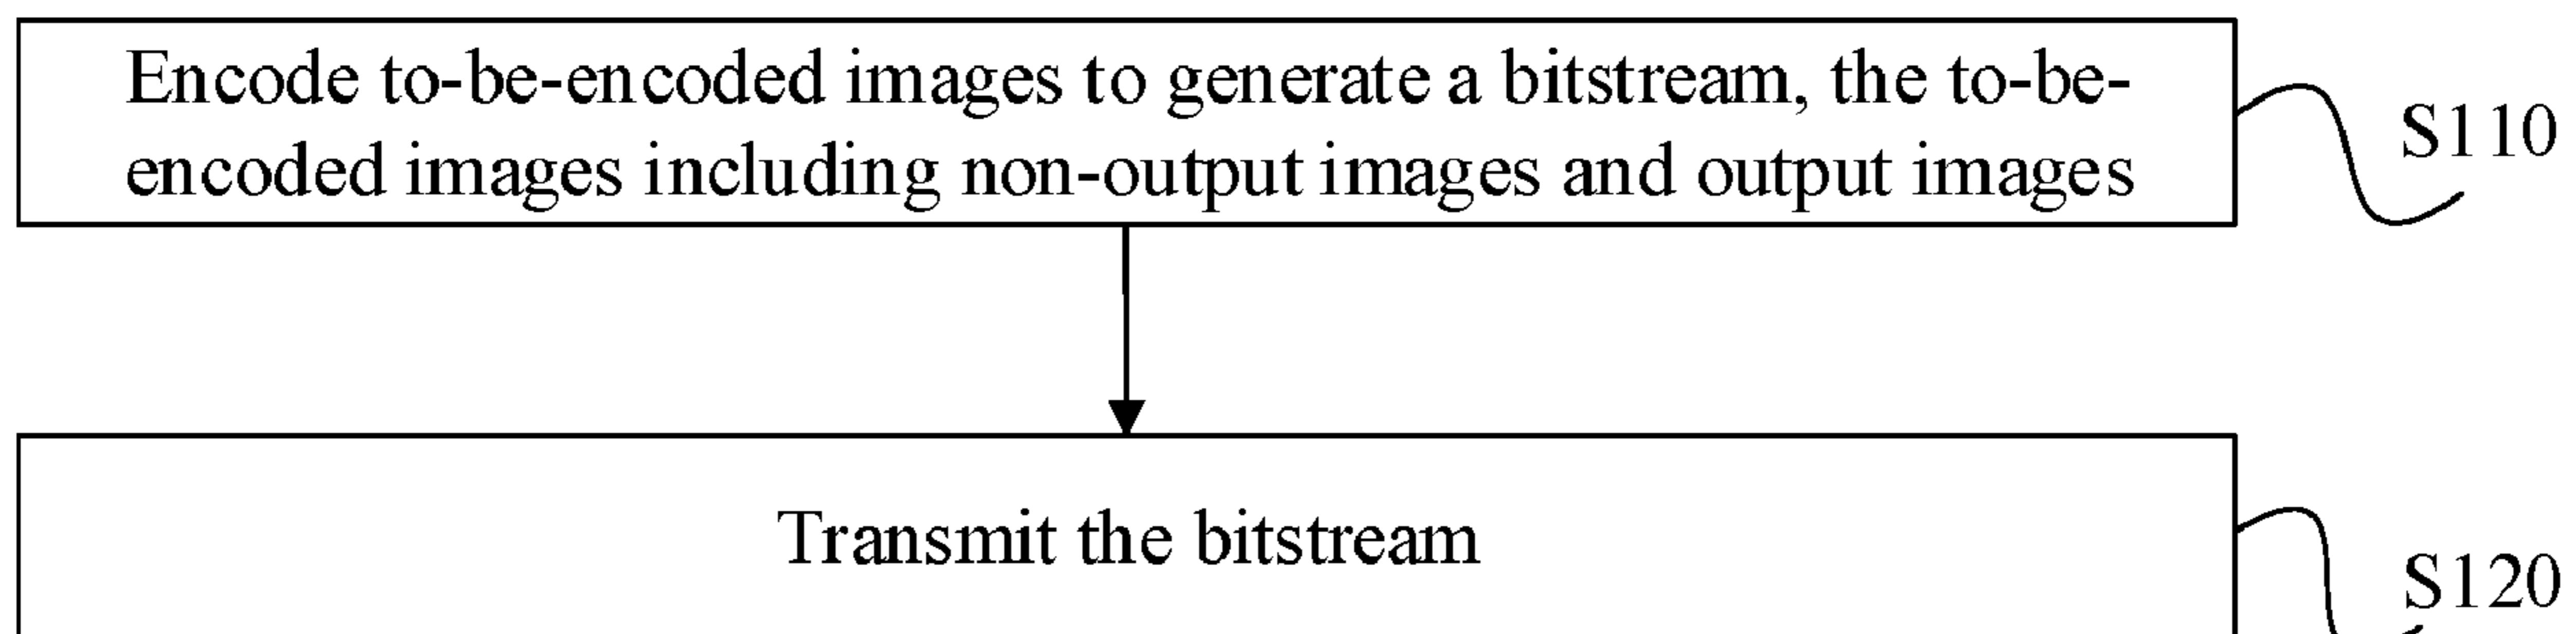 Encode to-be-encoded images to generate a bitstream, the to-be-
encoded images including non-output images and output images
S110
Transmit the bitstream
S120